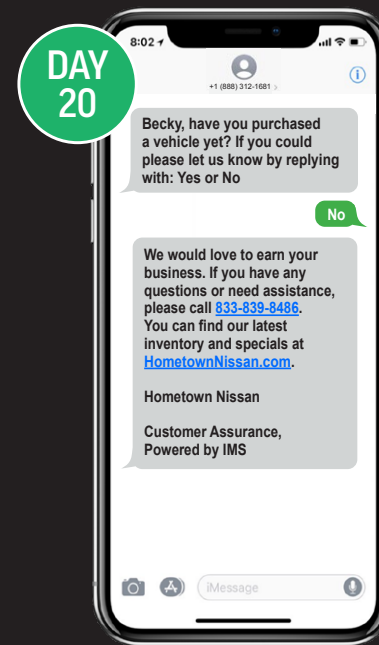 DAY
20
8:02
+1 (888) 312-1681 >
Becky, have you purchased
a vehicle yet? If you could
please let us know by replying
with: Yes or No
No
We would love to earn your
business. If you have any
questions or need assistance,
please call 833-839-8486.
You can find our latest
inventory and specials at
HometownNissan.com.
Hometown Nissan
Customer Assurance,
Powered by IMS
iMessage